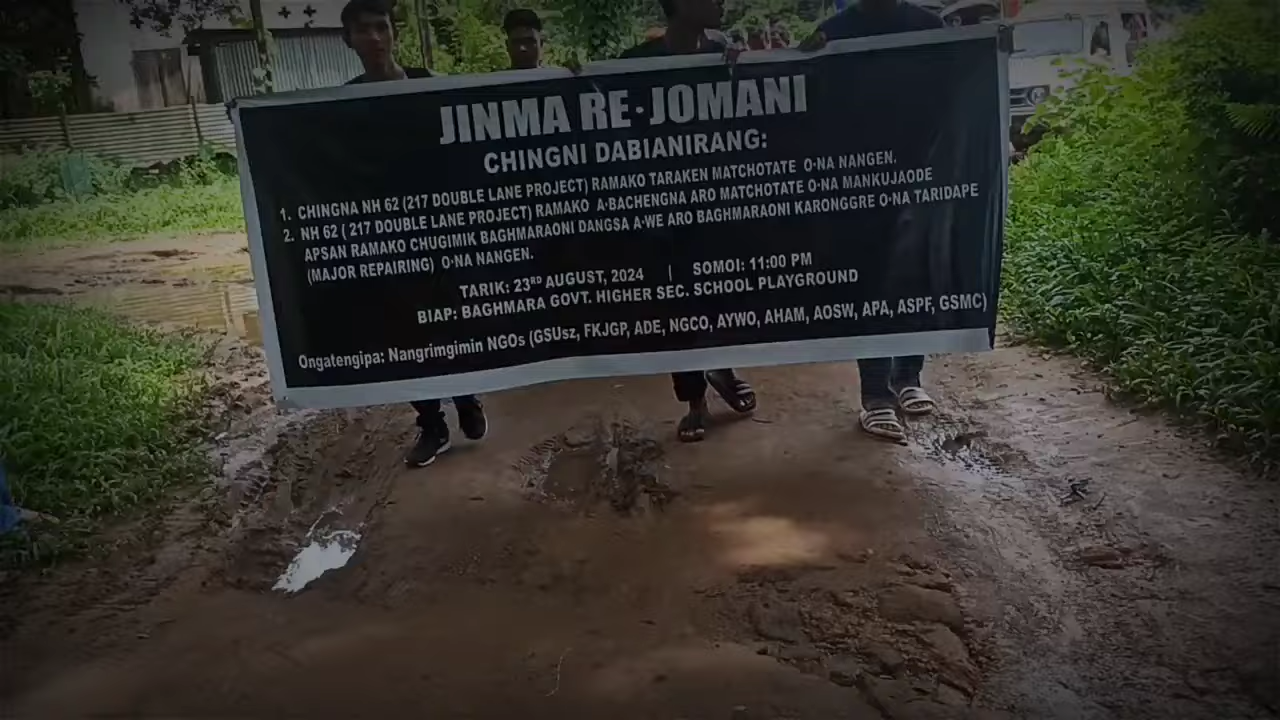 JINMA RE·JOMANI
CHINGNI DABIANIRANG:
1. CHINGNA NH 62 (217 DOUBLE LANE PROJECT) RAMAKO TARAKEN MATCHOTATE O·NA NANGEN.
2. NH 62 ( 217 DOUBLE LANE PROJECT) RAMAKO A·BACHENGNA ARO MATCHOTATE O·NA MANKUJAODE
APSAN RAMAKO CHUGIMIK BAGHMARAONI DANGSA A·WE ARO BAGHMARAONI KARONGGRE O·NA TARIDAPE
(MAJOR REPAIRING) O·NA NANGEN.
TARIK: 23RD AUGUST, 2024 | SOMOI: 11:00 PM
BIAP: BAGHMARA GOVT. HIGHER SEC. SCHOOL PLAYGROUND
Ongatengipa: Nangrimgimin NGOs (GSUsz, FKJGP, ADE, NGCO, AYWO, AHAM, AOSW, APA, ASPF, GSMC)